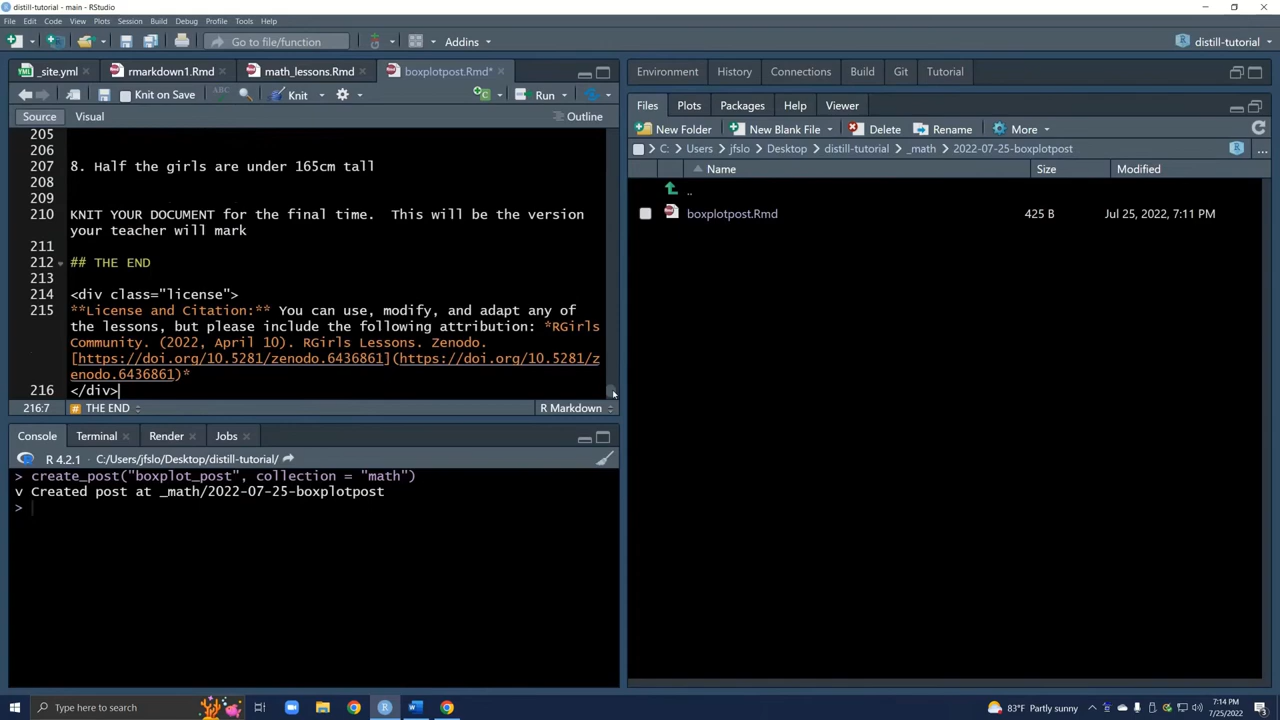 distill-tutorial - main - RStudio
File Edit Code View Plots Session Build Debug Profile Tools Help
Go to file/function Addins distill-tutorial
_site.yml rmarkdown1.Rmd math_lessons.Rmd boxplotpost.Rmd*
Knit on Save ABC Knit Run
Source Visual Outline
205
206
207 8. Half the girls are under 165cm tall
208
209
210 KNIT YOUR DOCUMENT for the final time. This will be the version
your teacher will mark
211
212 ## THE END
213
214 <div class="license">
215 **License and Citation:** You can use, modify, and adapt any of
the lessons, but please include the following attribution: *RGirls
Community. (2022, April 10). RGirls Lessons. Zenodo.
[https://doi.org/10.5281/zenodo.6436861](https://doi.org/10.5281/z
enodo.6436861)*
216 </div>
216:7 # THE END R Markdown
Console Terminal Render Jobs
R 4.2.1 · C:/Users/jfslo/Desktop/distill-tutorial/
> create_post("boxplot_post", collection = "math")
v Created post at _math/2022-07-25-boxplotpost
>
Environment History Connections Build Git Tutorial
Files Plots Packages Help Viewer
New Folder New Blank File Delete Rename More
C: Users jfslo Desktop distill-tutorial _math 2022-07-25-boxplotpost ...
Name Size Modified
..
boxplotpost.Rmd 425 B Jul 25, 2022, 7:11 PM
Type here to search
83°F Partly sunny
7:14 PM
7/25/2022
3